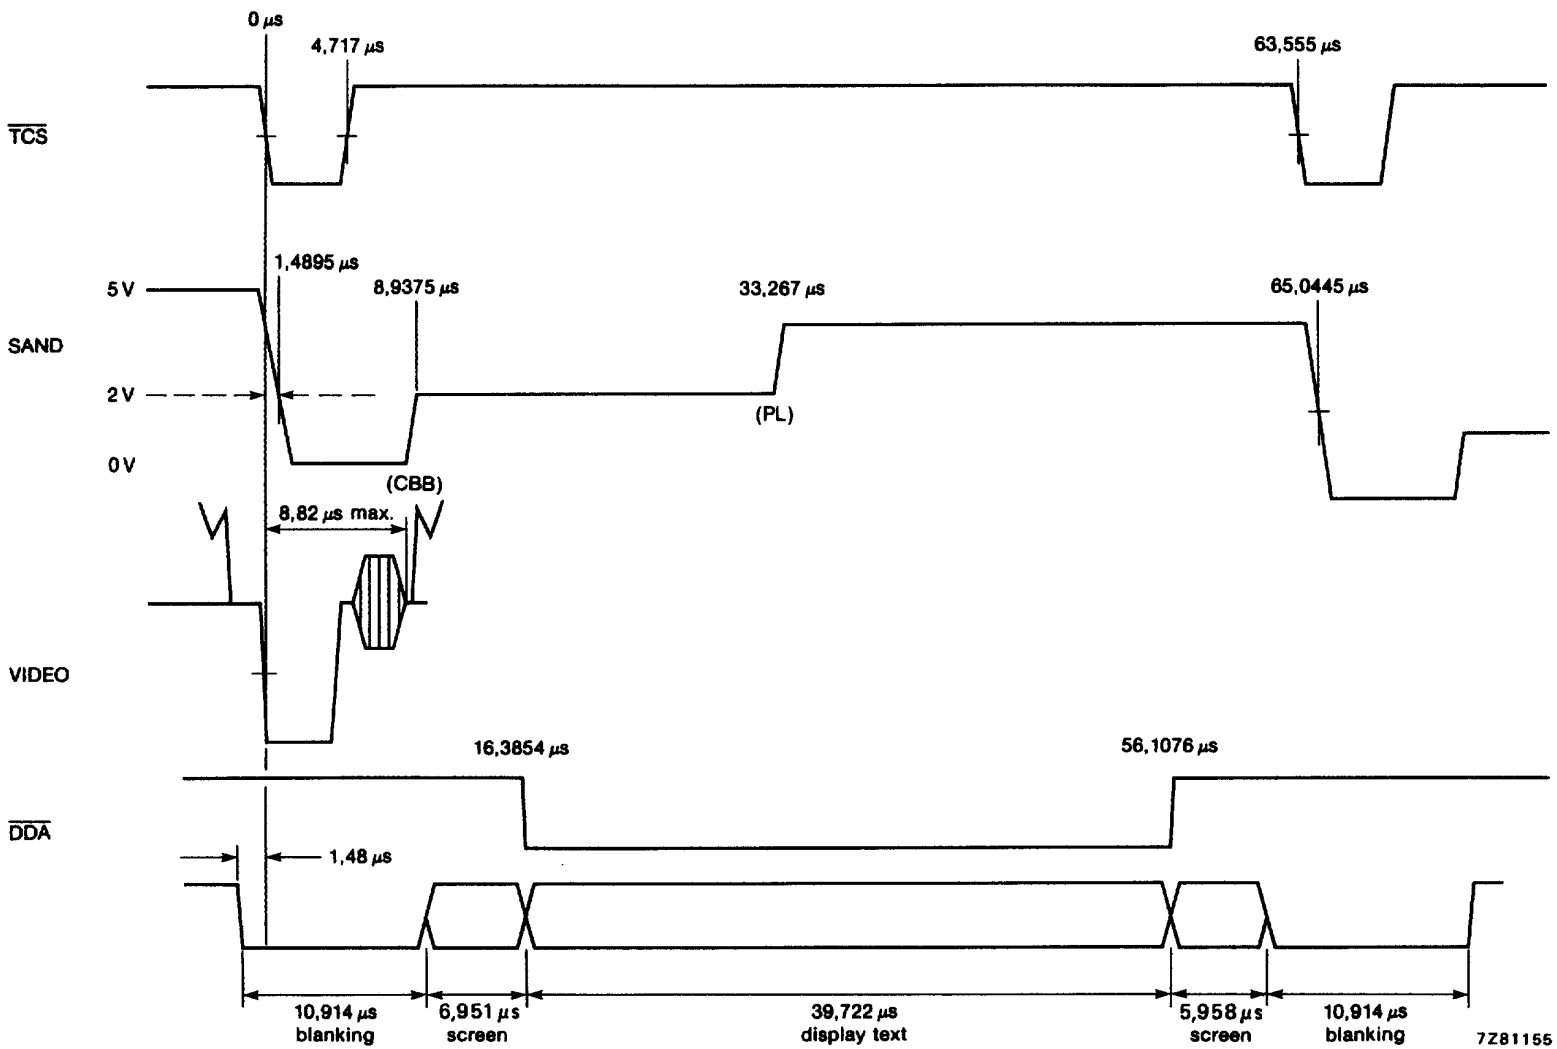 0 µs
4,717 µs
63,555 µs
TCS
1,4895 µs
8,9375 µs
33,267 µs
65,0445 µs
5 V
SAND
2 V
(PL)
0 V
(CBB)
8,82 µs max.
VIDEO
16,3854 µs
56,1076 µs
DDA
1,48 µs
10,914 µs
blanking
6,951 µs
screen
39,722 µs
display text
5,958 µs
screen
10,914 µs
blanking
7Z81155